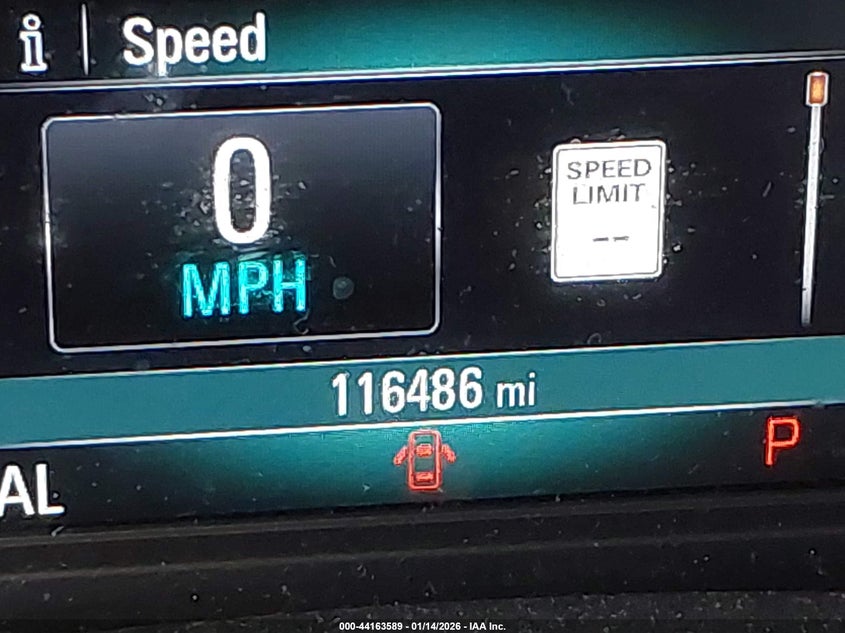 i | Speed
0
MPH
SPEED
LIMIT
--
116486 mi
P
AL
000-44163589 - 01/14/2026 - IAA Inc.